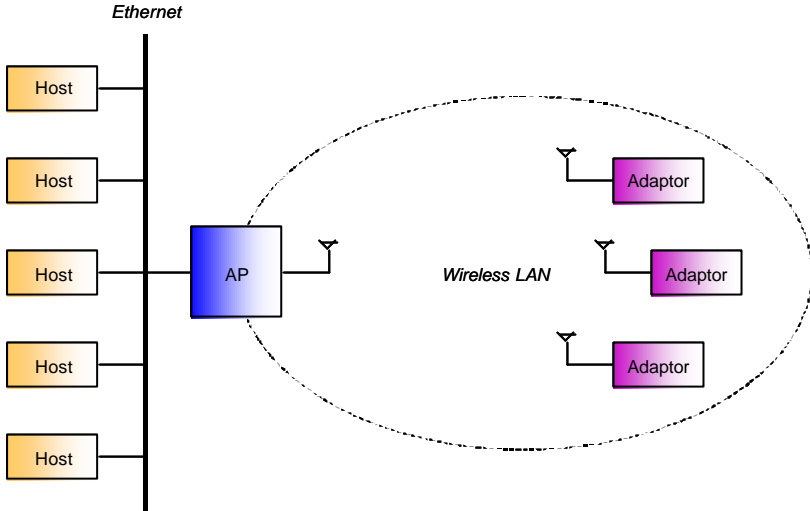 Ethernet
Host
Host
Adaptor
Host
AP
Wireless LAN
Adaptor
Host
Adaptor
Host